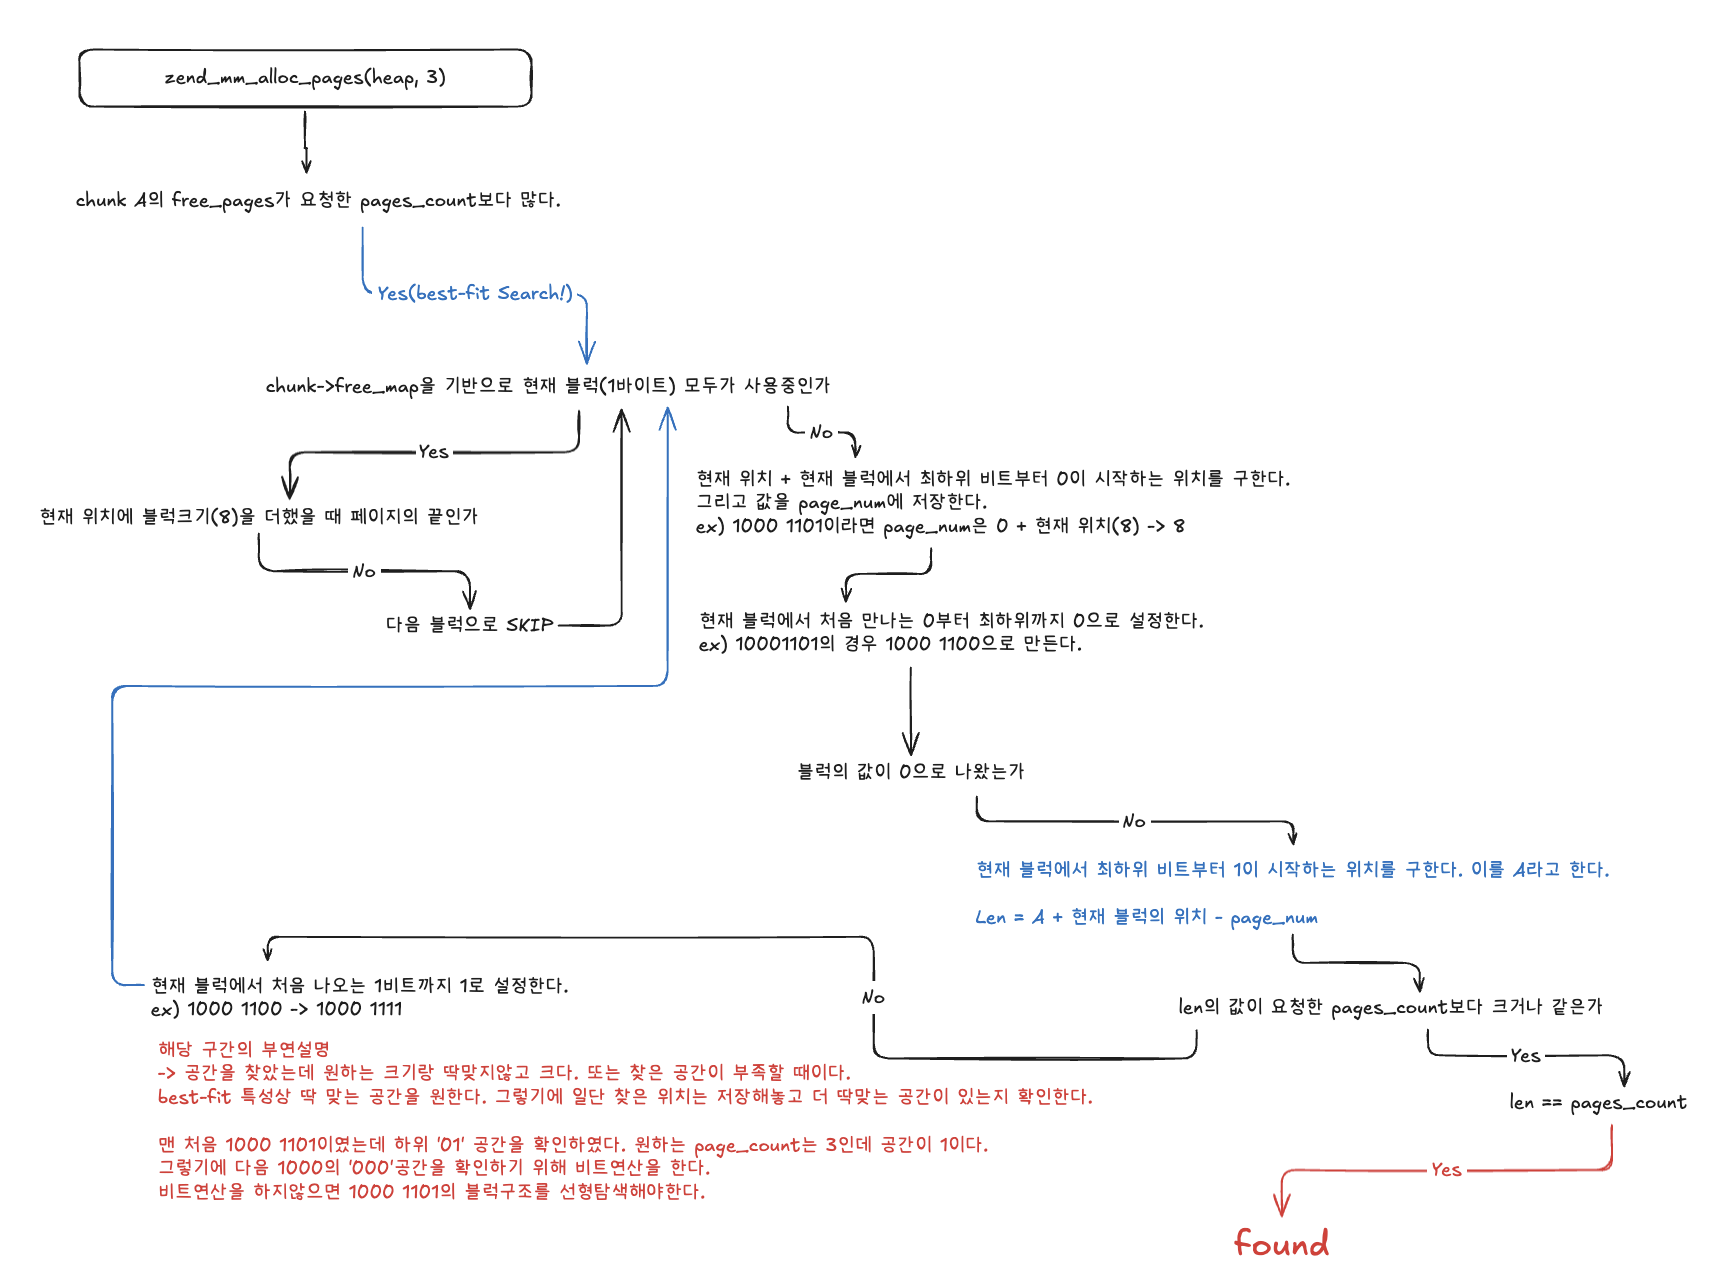 zend_mm_alloc_pages(heap, 3)
chunk A의 free_pages가 요청한 pages_count보다 많다.
Yes(best-fit Search!)
chunk->free_map을 기반으로 현재 블럭(1바이트) 모두가 사용중인가
Yes
No
현재 위치에 블럭크기(8)을 더했을 때 페이지의 끝인가
No
다음 블럭으로 SKIP
현재 위치 + 현재 블럭에서 최하위 비트부터 0이 시작하는 위치를 구한다.
그리고 값을 page_num에 저장한다.
ex) 1000 1101이라면 page_num은 0 + 현재 위치(8) -> 8
현재 블럭에서 처음 만나는 0부터 최하위까지 0으로 설정한다.
ex) 10001101의 경우 1000 1100으로 만든다.
블럭의 값이 0으로 나왔는가
No
현재 블럭에서 최하위 비트부터 1이 시작하는 위치를 구한다. 이를 A라고 한다.
Len = A + 현재 블럭의 위치 - page_num
len의 값이 요청한 pages_count보다 크거나 같은가
No
Yes
현재 블럭에서 처음 나오는 1비트까지 1로 설정한다.
ex) 1000 1100 -> 1000 1111
해당 구간의 부연설명
-> 공간을 찾았는데 원하는 크기랑 딱맞지않고 크다. 또는 찾은 공간이 부족할 때이다.
best-fit 특성상 딱 맞는 공간을 원한다. 그렇기에 일단 찾은 위치는 저장해놓고 더 딱맞는 공간이 있는지 확인한다.
맨 처음 1000 1101이였는데 하위 '01' 공간을 확인하였다. 원하는 page_count는 3인데 공간이 1이다.
그렇기에 다음 1000의 '000'공간을 확인하기 위해 비트연산을 한다.
비트연산을 하지않으면 1000 1101의 블럭구조를 선형탐색해야한다.
len == pages_count
Yes
found